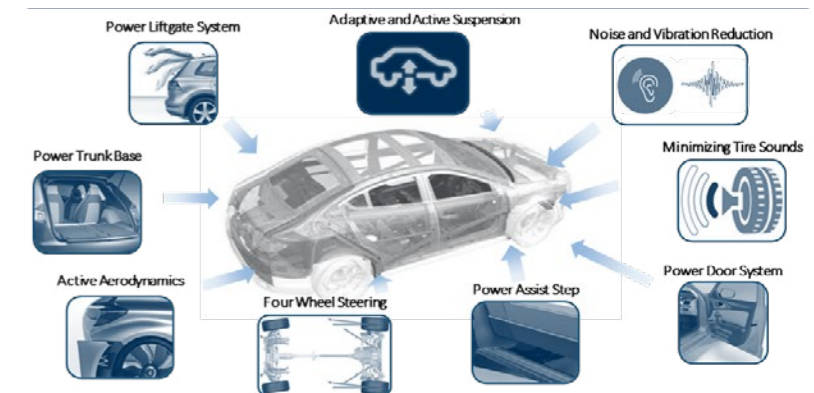 Adaptive and Active Suspension
Power Liftgate System
Noise and Vibration Reduction
Power Trunk Base
Minimizing Tire Sounds
Active Aerodynamics
Four Wheel Steering
Power Assist Step
Power Door System